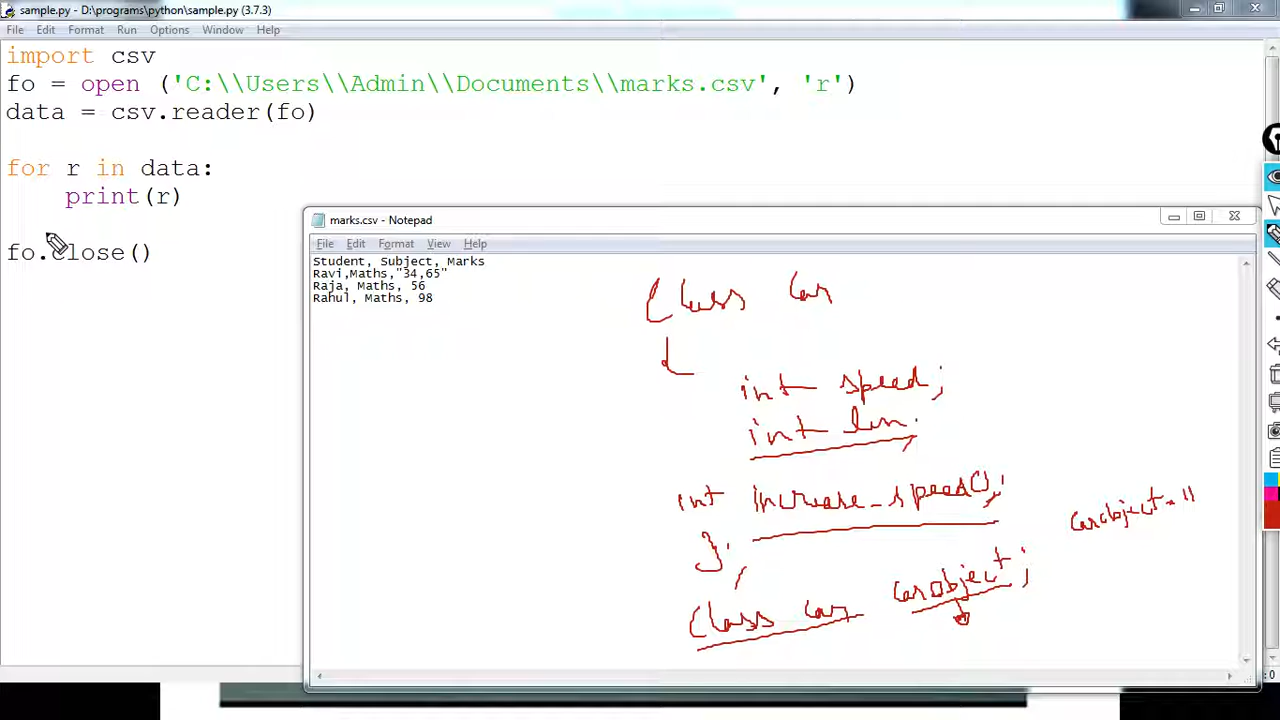 sample.py - D:\programs\python\sample.py (3.7.3)
File Edit Format Run Options Window Help
import csv
fo = open ('C:\\Users\\Admin\\Documents\\marks.csv', 'r')
data = csv.reader(fo)
for r in data:
print(r)
fo.close()
marks.csv - Notepad
File Edit Format View Help
Student, Subject, Marks
Ravi,Maths,"34,65"
Raja, Maths, 56
Rahul, Maths, 98
Class Car
{
int speed;
int len.
int increase_speed();
};
Class Car Carobject;
Carobject.
:0